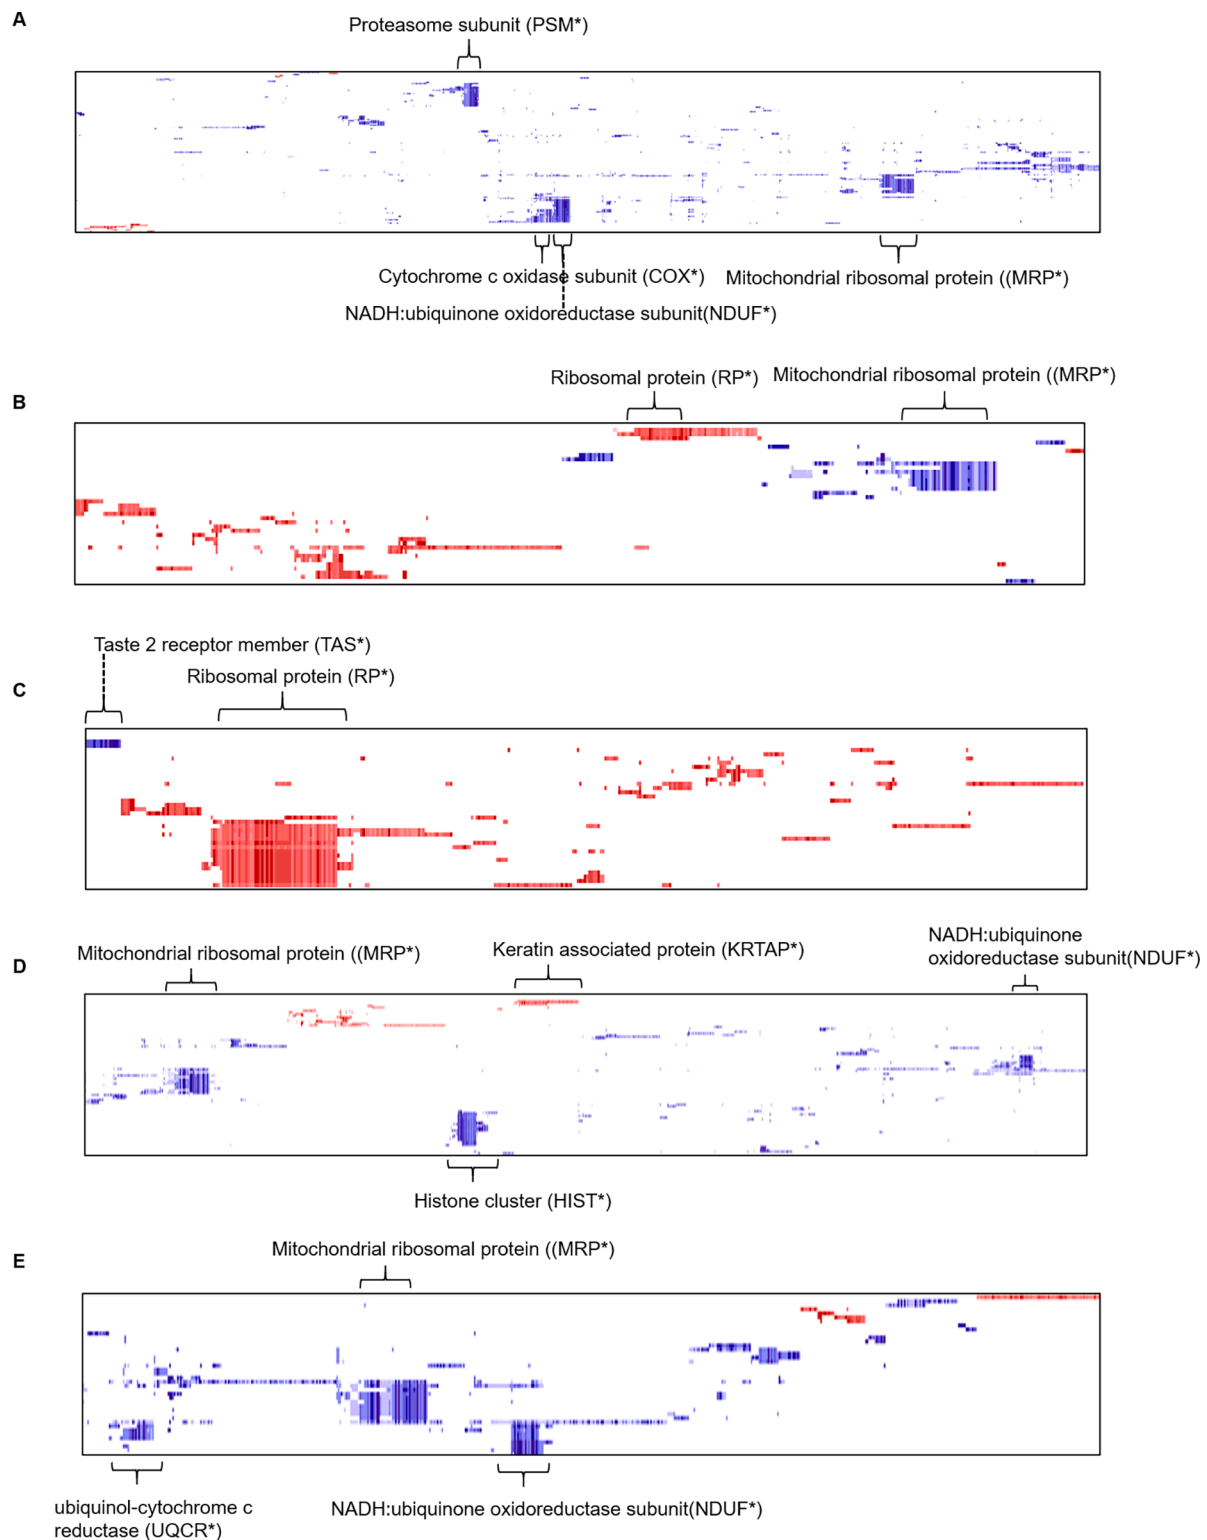 A
Proteasome subunit (PSM*)
Cytochrome c oxidase subunit (COX*)
Mitochondrial ribosomal protein ((MRP*)
NADH:ubiquinone oxidoreductase subunit(NDUF*)
B
Ribosomal protein (RP*)
Mitochondrial ribosomal protein ((MRP*)
Taste 2 receptor member (TAS*)
C
Ribosomal protein (RP*)
D
Mitochondrial ribosomal protein ((MRP*)
Keratin associated protein (KRTAP*)
NADH:ubiquinone
oxidoreductase subunit(NDUF*)
Histone cluster (HIST*)
E
Mitochondrial ribosomal protein ((MRP*)
ubiquinol-cytochrome c
reductase (UQCR*)
NADH:ubiquinone oxidoreductase subunit(NDUF*)